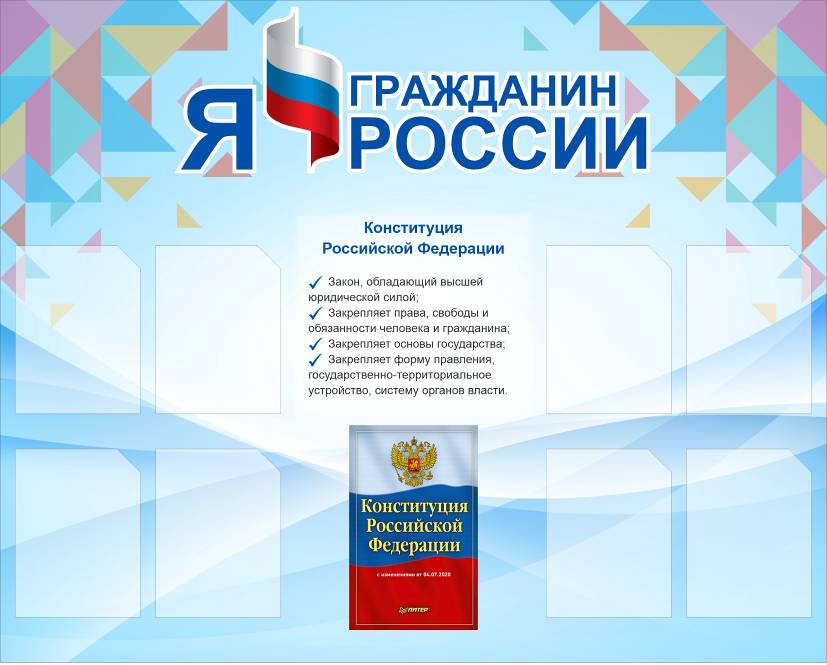 Я ГРАЖДАНИН
РОССИИ
Конституция
Российской Федерации
Закон, обладающий высшей
юридической силой;
Закрепляет права, свободы и
обязанности человека и гражданина;
Закрепляет основы государства;
Закрепляет форму правления,
государственно-территориальное
устройство, систему органов власти.
Конституция
Российской
Федерации
с изменениями от 04.07.2020
ПИТЕР